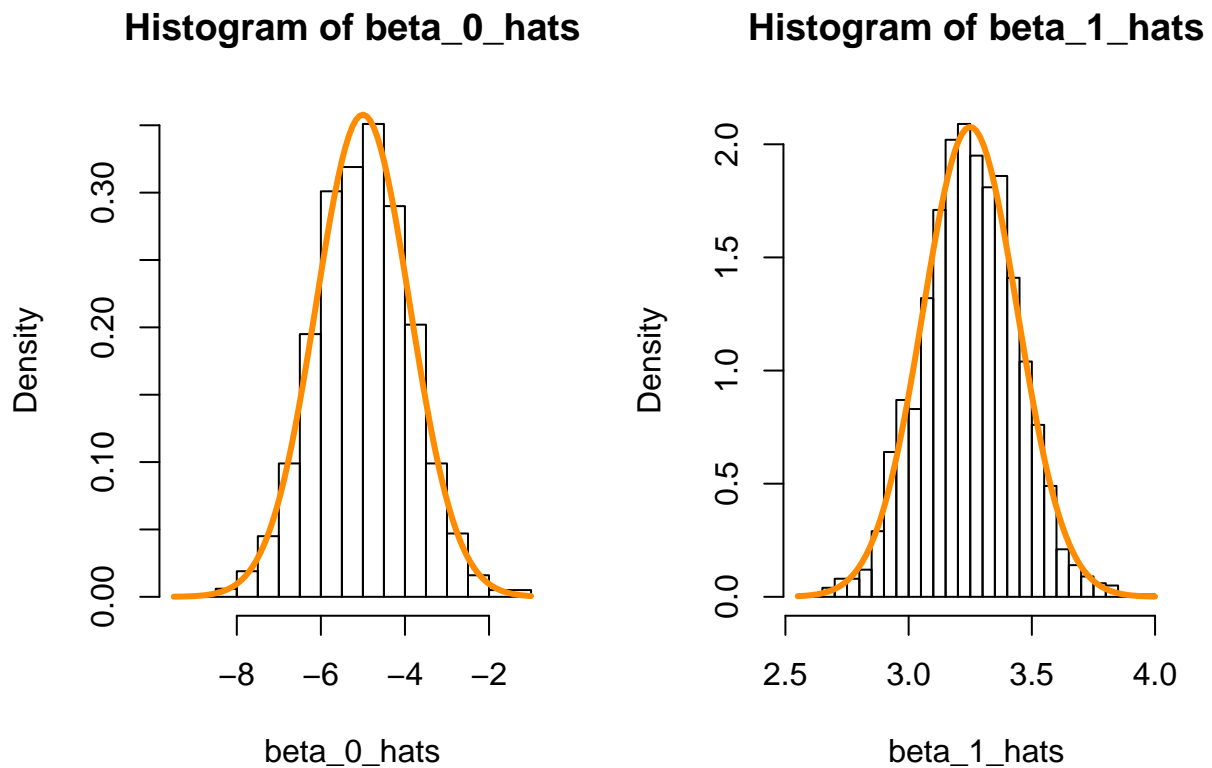 Histogram of beta_0_hats
Density
0.00
0.10
0.20
0.30
−8
−6
−4
−2
beta_0_hats
Histogram of beta_1_hats
Density
0.0
0.5
1.0
1.5
2.0
2.5
3.0
3.5
4.0
beta_1_hats